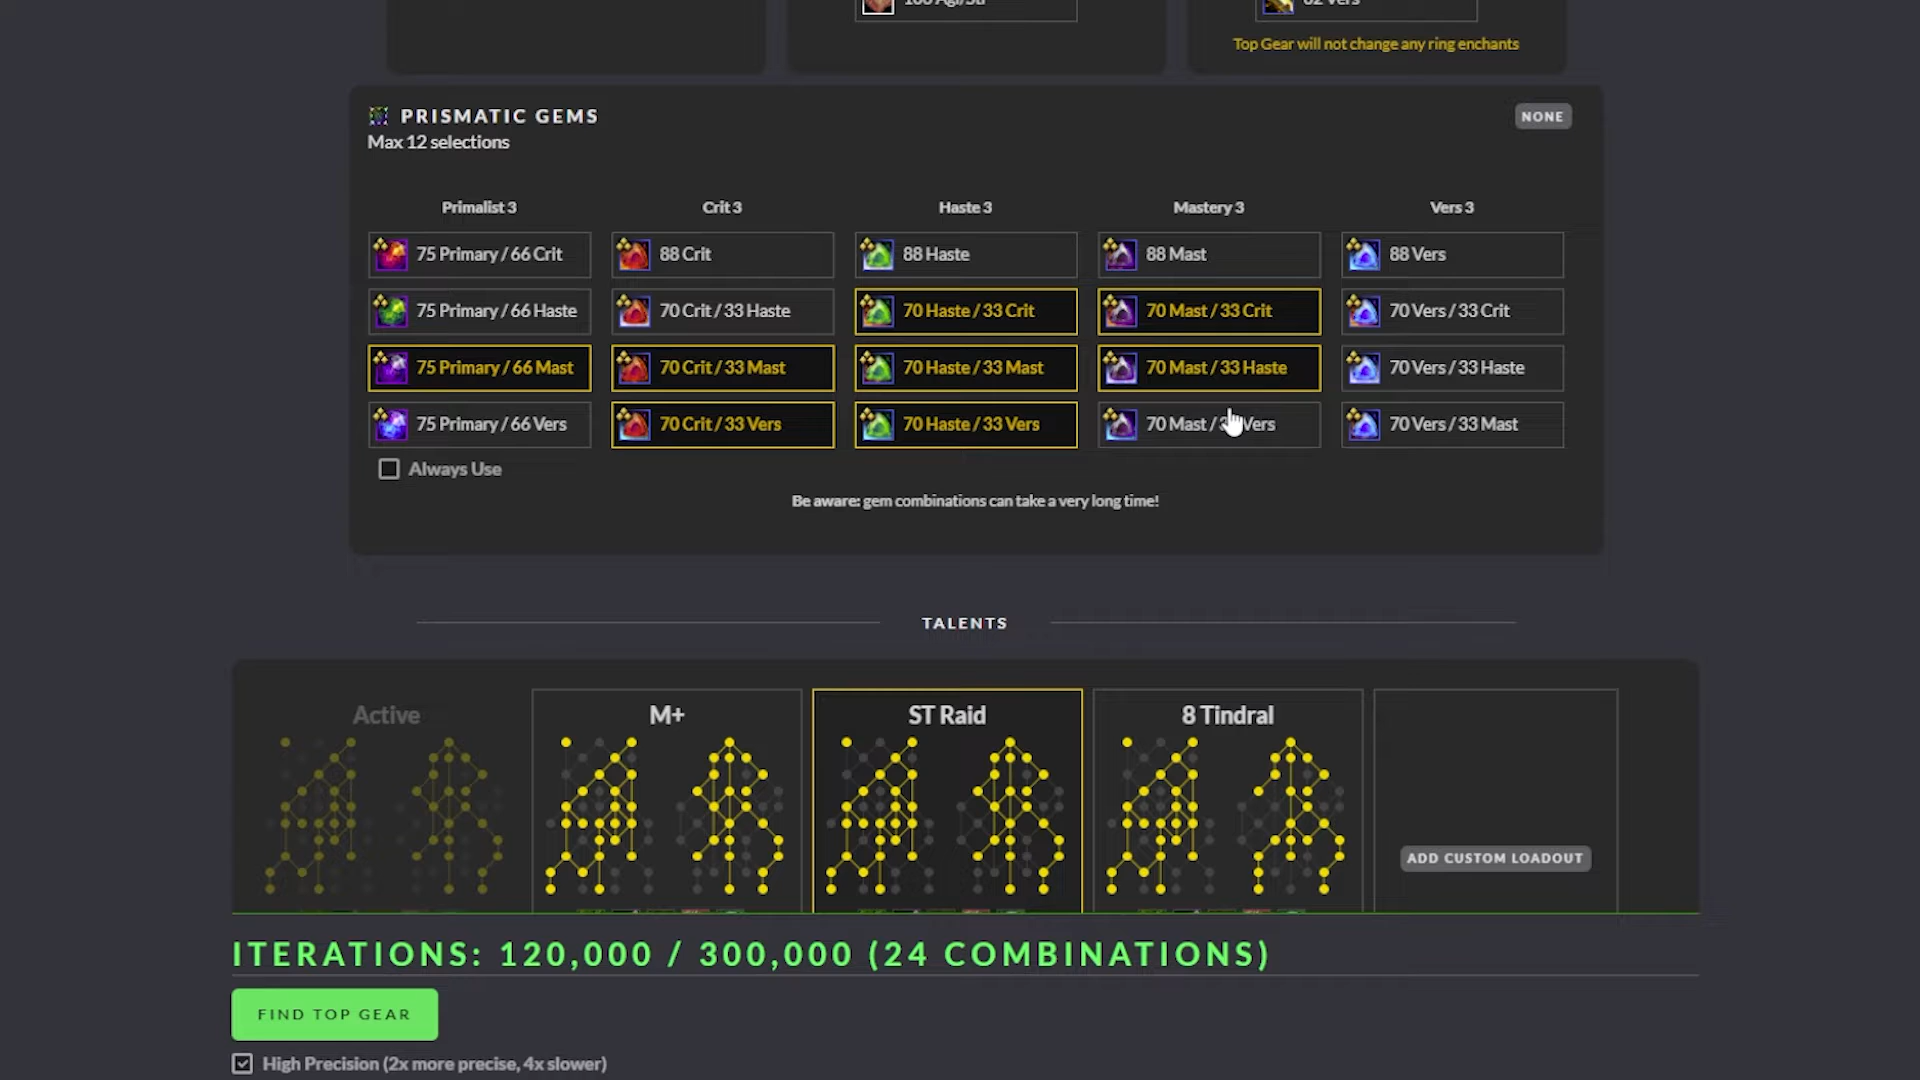 Top Gear will not change any ring enchants
PRISMATIC GEMS
NONE
Max 12 selections
Primalist 3
Crit 3
Haste 3
Mastery 3
Vers 3
75 Primary / 66 Crit
88 Crit
88 Haste
88 Mast
88 Vers
75 Primary / 66 Haste
70 Crit / 33 Haste
70 Haste / 33 Crit
70 Mast / 33 Crit
70 Vers / 33 Crit
75 Primary / 66 Mast
70 Crit / 33 Mast
70 Haste / 33 Mast
70 Mast / 33 Haste
70 Vers / 33 Haste
75 Primary / 66 Vers
70 Crit / 33 Vers
70 Haste / 33 Vers
70 Mast / Vers
70 Vers / 33 Mast
Always Use
Be aware: gem combinations can take a very long time!
TALENTS
Active
M+
ST Raid
8 Tindral
ADD CUSTOM LOADOUT
ITERATIONS: 120,000 / 300,000 (24 COMBINATIONS)
FIND TOP GEAR
High Precision (2x more precise, 4x slower)